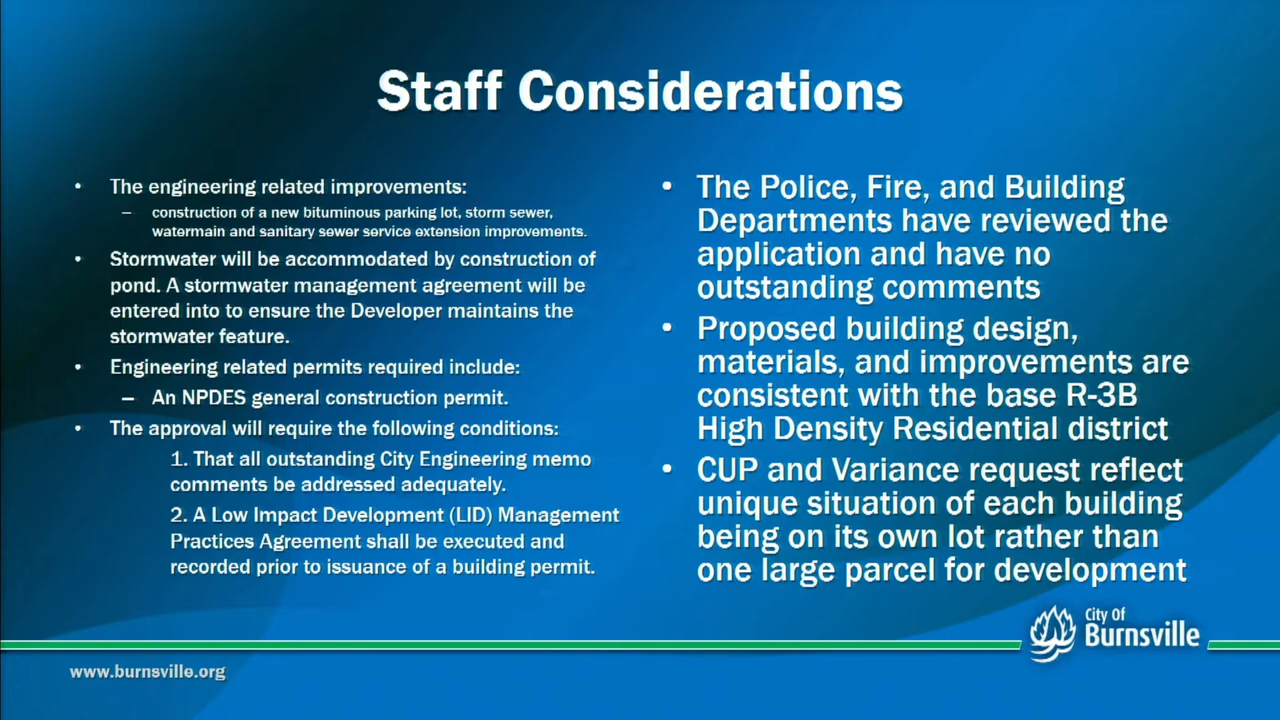 Staff Considerations
• The engineering related improvements:
– construction of a new bituminous parking lot, storm sewer,
watermain and sanitary sewer service extension improvements.
• Stormwater will be accommodated by construction of
pond. A stormwater management agreement will be
entered into to ensure the Developer maintains the
stormwater feature.
• Engineering related permits required include:
– An NPDES general construction permit.
• The approval will require the following conditions:
1. That all outstanding City Engineering memo
comments be addressed adequately.
2. A Low Impact Development (LID) Management
Practices Agreement shall be executed and
recorded prior to issuance of a building permit.
• The Police, Fire, and Building
Departments have reviewed the
application and have no
outstanding comments
• Proposed building design,
materials, and improvements are
consistent with the base R-3B
High Density Residential district
• CUP and Variance request reflect
unique situation of each building
being on its own lot rather than
one large parcel for development
City Of
Burnsville
www.burnsville.org